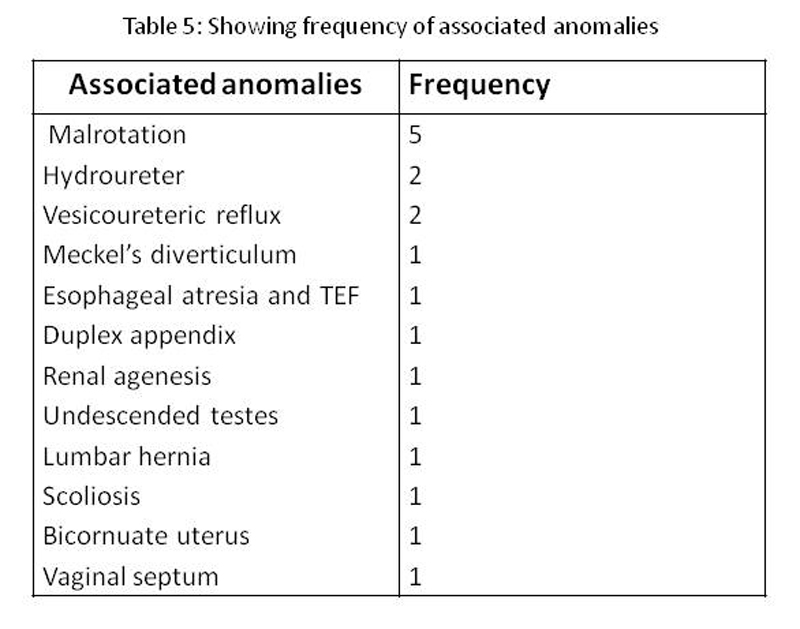 Table 5: Showing frequency of associated anomalies
Associated anomalies Frequency
Malrotation 5
Hydroureter 2
Vesicoureteric reflux 2
Meckel’s diverticulum 1
Esophageal atresia and TEF 1
Duplex appendix 1
Renal agenesis 1
Undescended testes 1
Lumbar hernia 1
Scoliosis 1
Bicornuate uterus 1
Vaginal septum 1